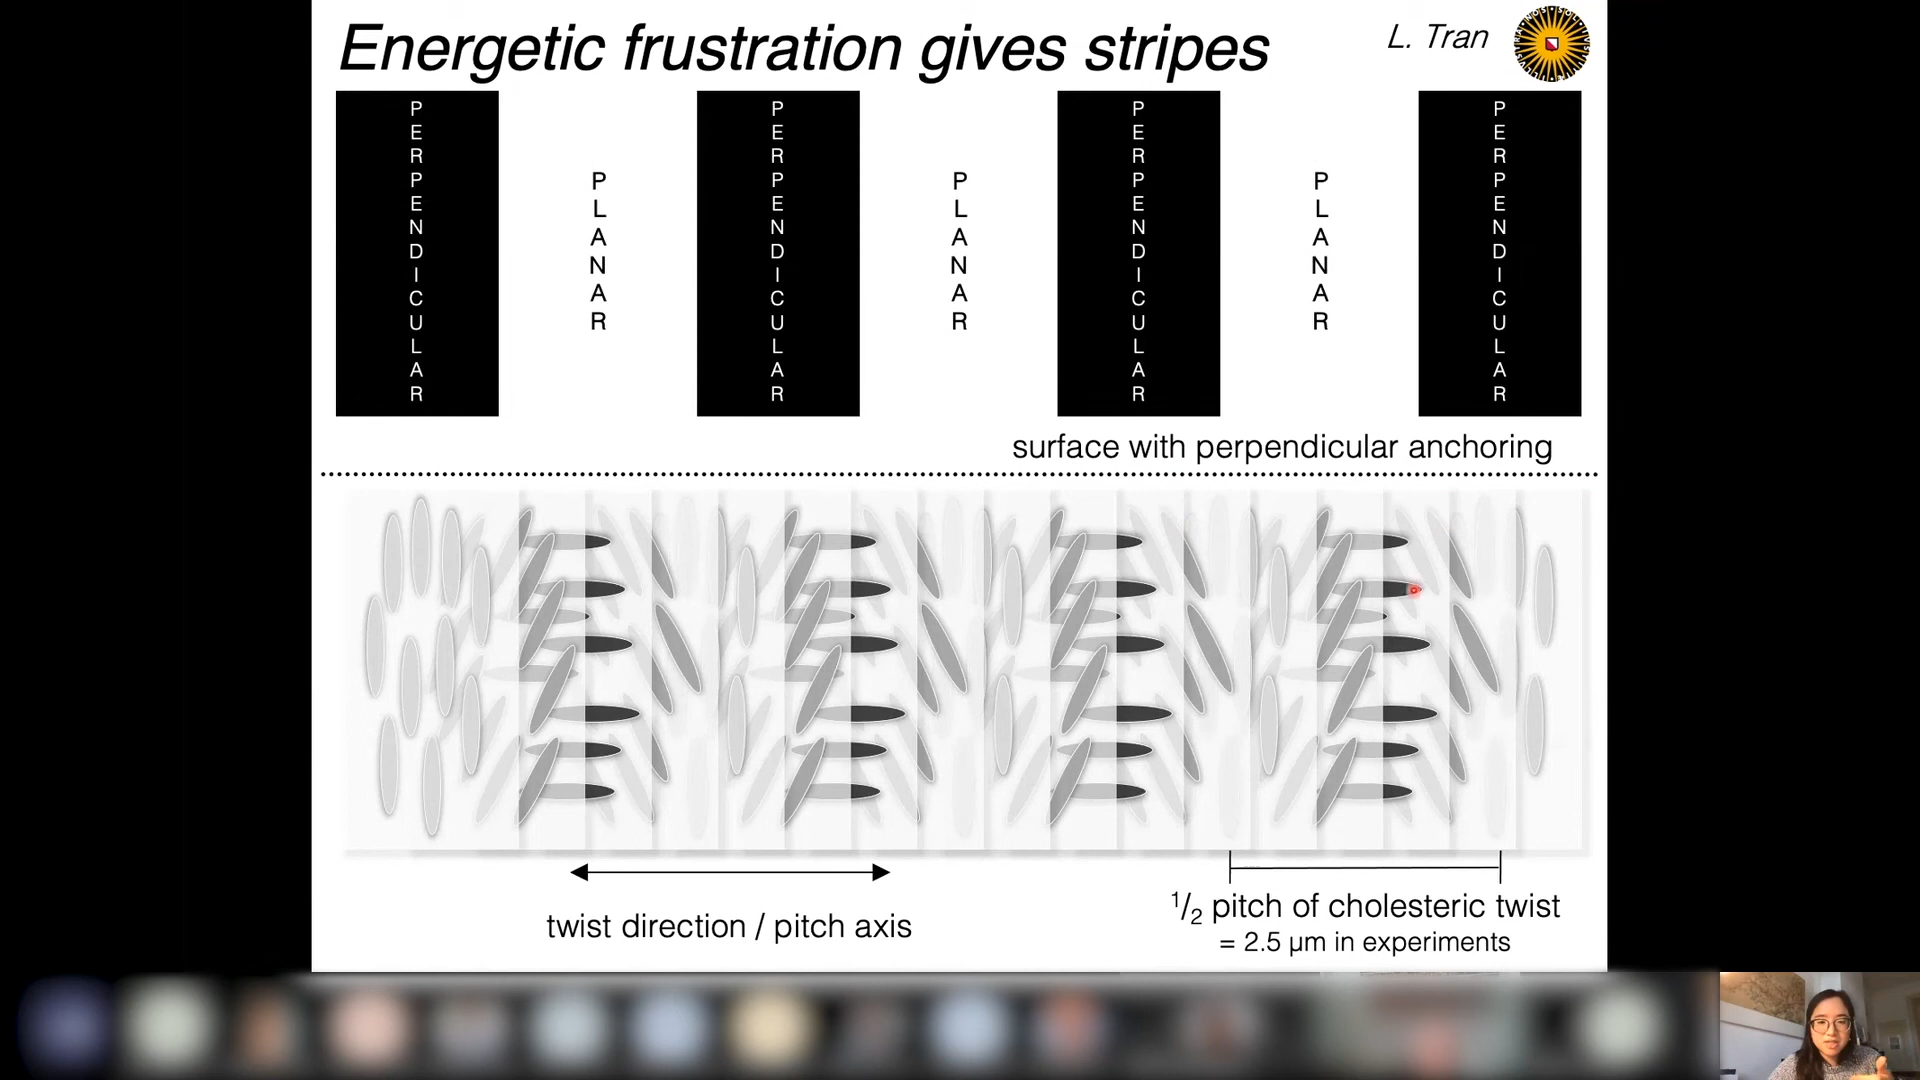 Energetic frustration gives stripes
L. Tran
PERPENDICULAR
PLANAR
PERPENDICULAR
PLANAR
PERPENDICULAR
PLANAR
PERPENDICULAR
surface with perpendicular anchoring
twist direction / pitch axis
1/2 pitch of cholesteric twist
= 2.5 µm in experiments